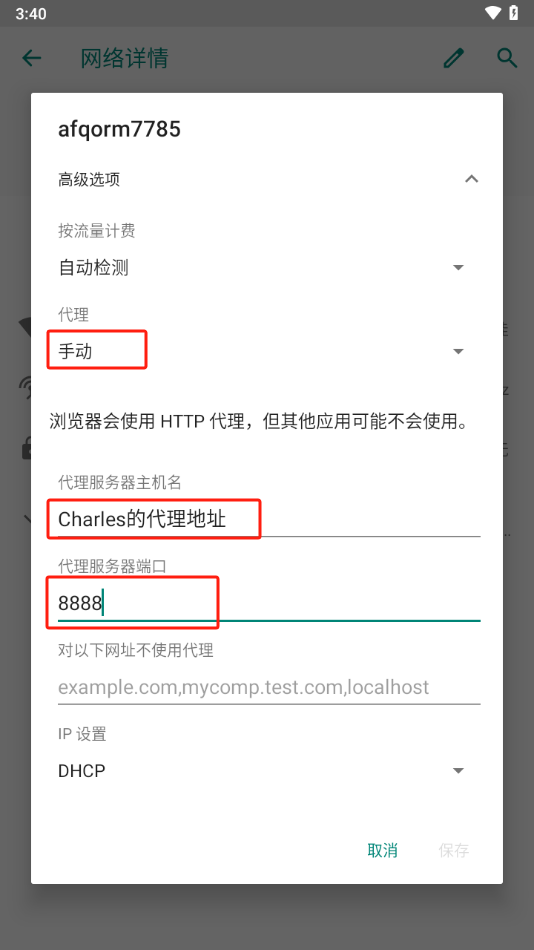 3:40
网络详情
afqorm7785
高级选项
按流量计费
自动检测
代理
手动
浏览器会使用 HTTP 代理，但其他应用可能不会使用。
代理服务器主机名
Charles的代理地址
代理服务器端口
8888
对以下网址不使用代理
example.com,mycomp.test.com,localhost
IP 设置
DHCP
取消
保存